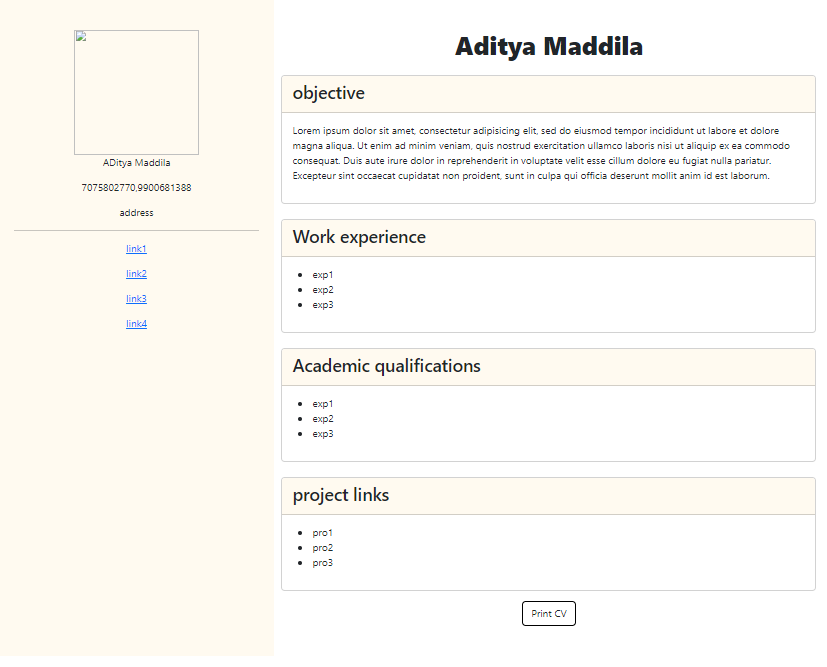 ADitya Maddila
7075802770,9900681388
address
link1
link2
link3
link4
Aditya Maddila
objective
Lorem ipsum dolor sit amet, consectetur adipisicing elit, sed do eiusmod tempor incididunt ut labore et dolore
magna aliqua. Ut enim ad minim veniam, quis nostrud exercitation ullamco laboris nisi ut aliquip ex ea commodo
consequat. Duis aute irure dolor in reprehenderit in voluptate velit esse cillum dolore eu fugiat nulla pariatur.
Excepteur sint occaecat cupidatat non proident, sunt in culpa qui officia deserunt mollit anim id est laborum.
Work experience
exp1
exp2
exp3
Academic qualifications
exp1
exp2
exp3
project links
pro1
pro2
pro3
Print CV